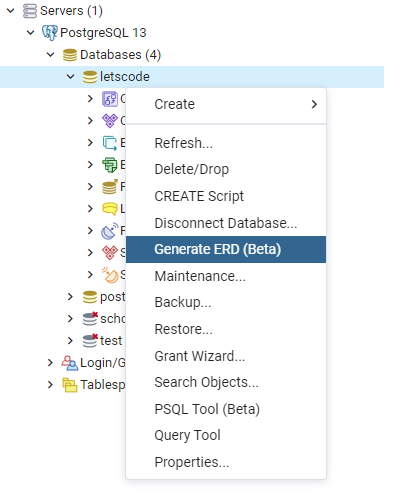 Servers (1)
PostgreSQL 13
Databases (4)
letscode
Create
Refresh...
Delete/Drop
CREATE Script
Disconnect Database...
Generate ERD (Beta)
Maintenance...
Backup...
Restore...
Grant Wizard...
Search Objects...
PSQL Tool (Beta)
Query Tool
Properties...
post
scho
test
Login/G
Tablesp